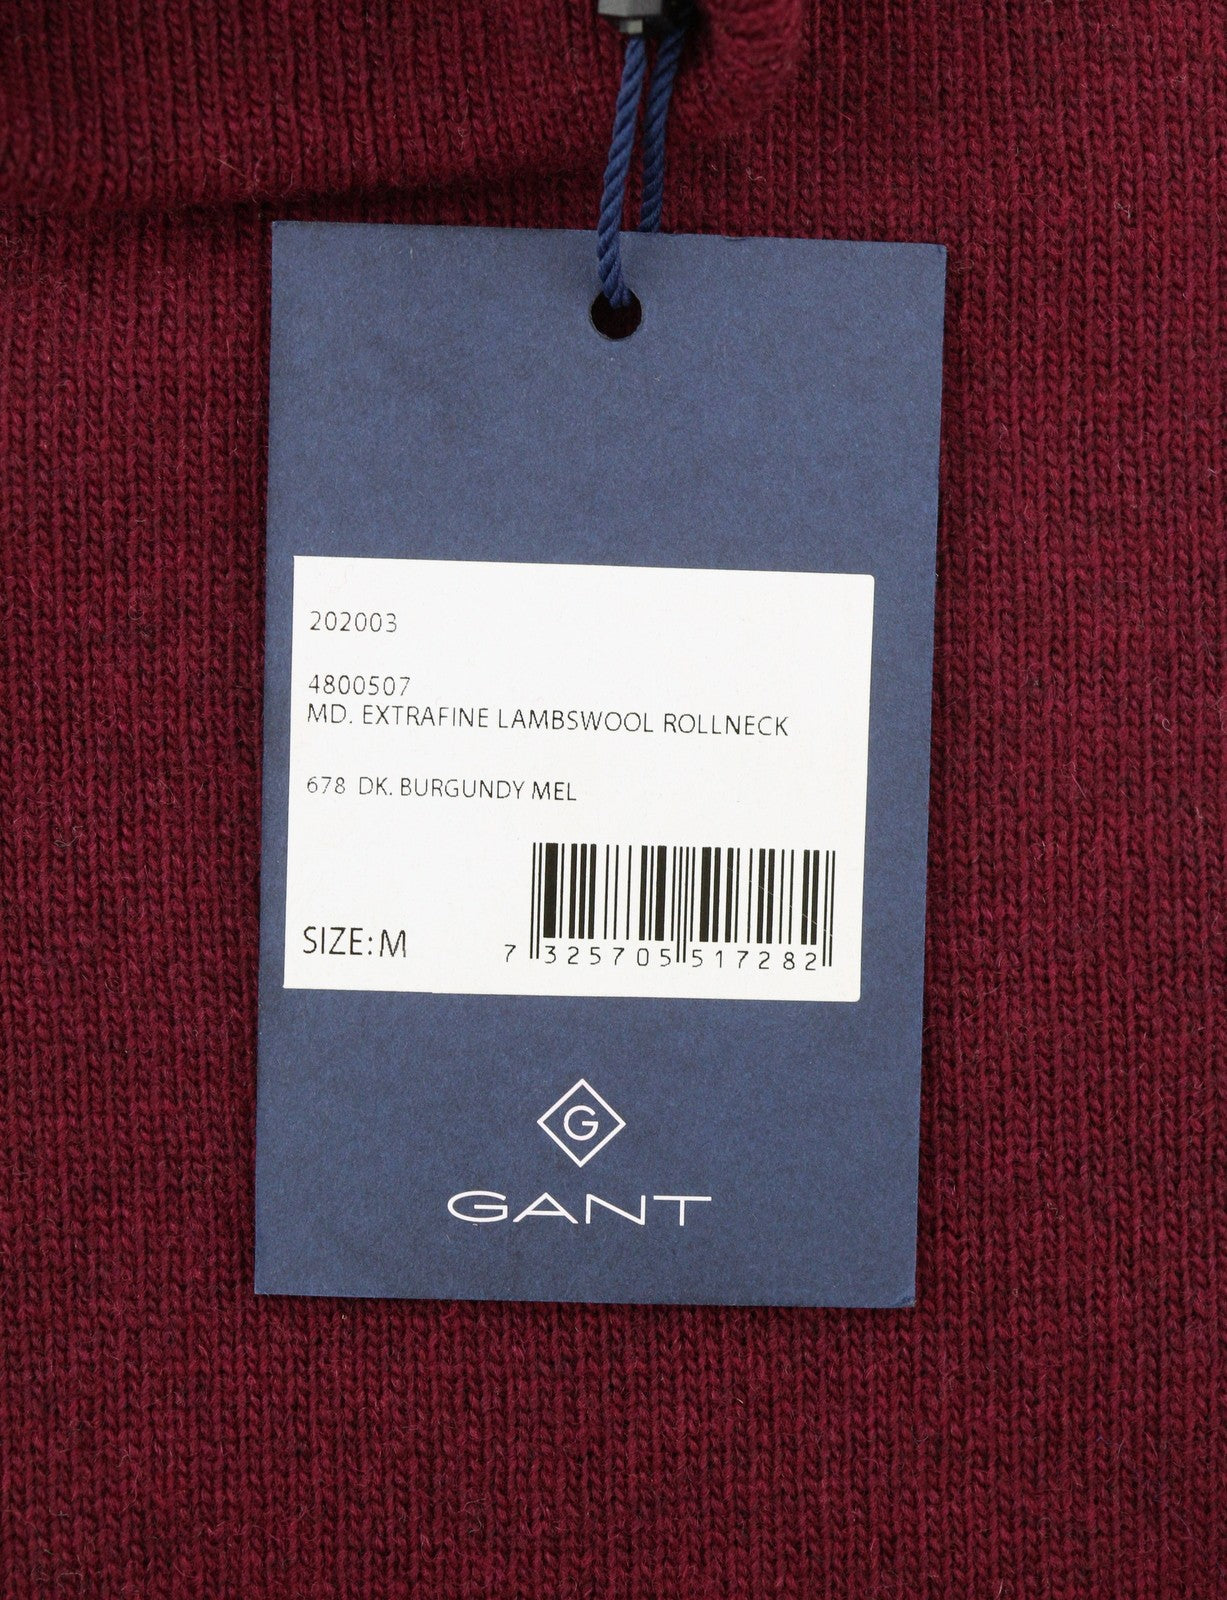 202003
4800507
MD. EXTRAFINE LAMBSWOOL ROLLNECK
678 DK. BURGUNDY MEL
SIZE: M
7 325705 517282
G
GANT